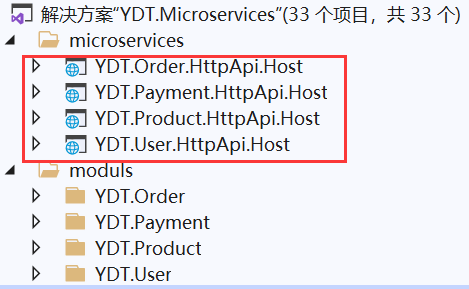 解决方案"YDT.Microservices"(33 个项目，共 33 个)
microservices
YDT.Order.HttpApi.Host
YDT.Payment.HttpApi.Host
YDT.Product.HttpApi.Host
YDT.User.HttpApi.Host
moduls
YDT.Order
YDT.Payment
YDT.Product
YDT.User